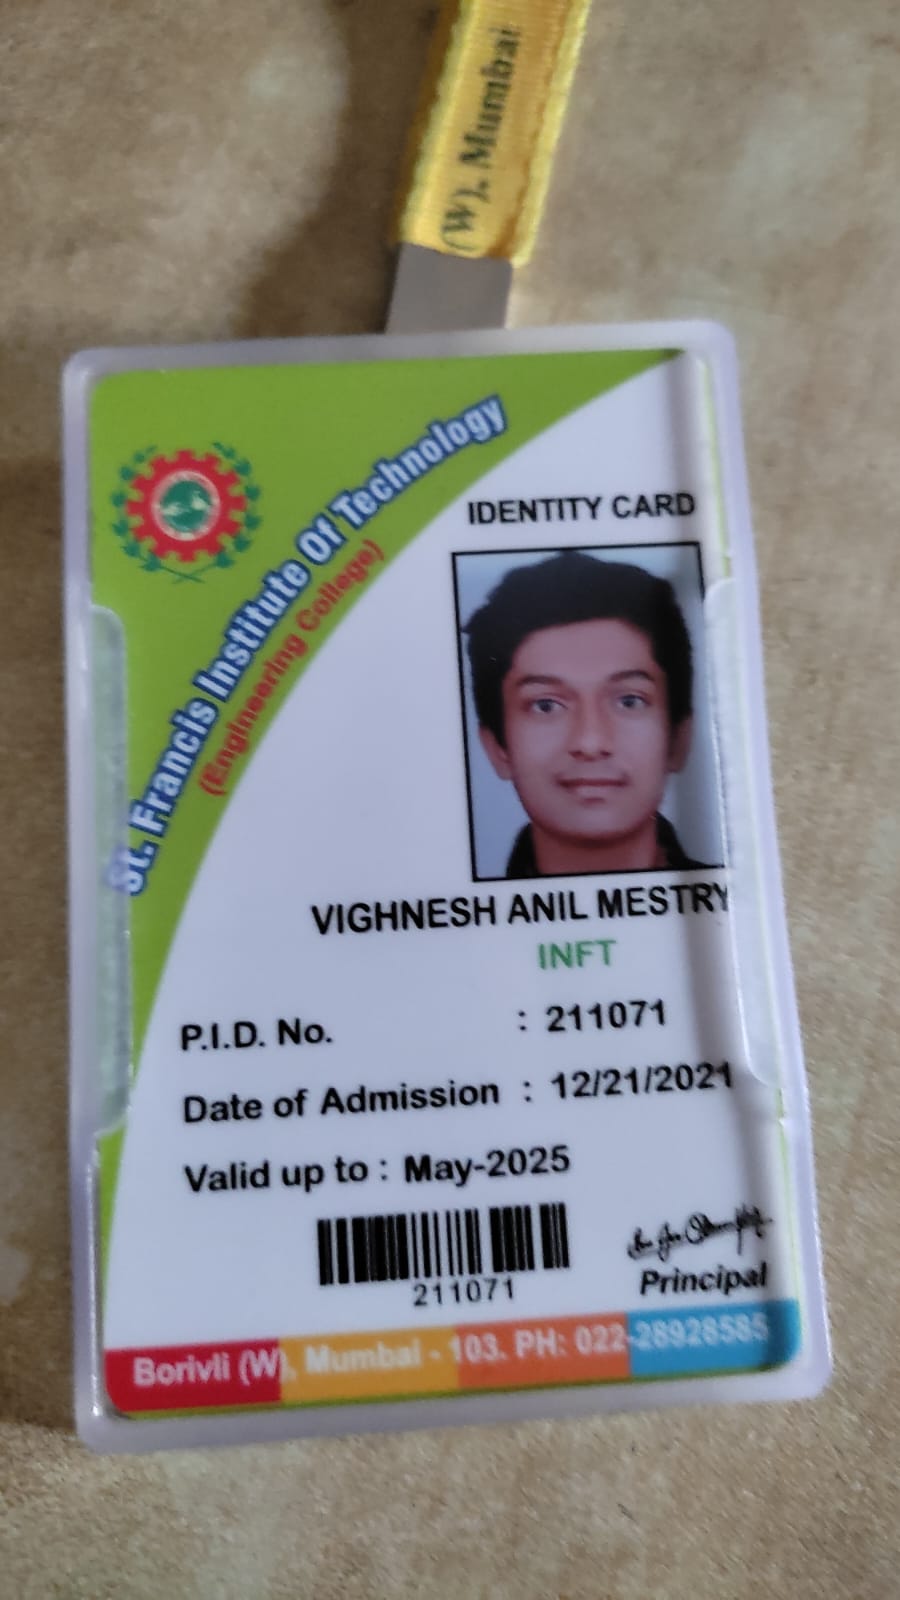 (W), Mumbai
St. Francis Institute Of Technology
(Engineering College)
IDENTITY CARD
VIGHNESH ANIL MESTRY
INFT
P.I.D. No. : 211071
Date of Admission : 12/21/2021
Valid up to : May-2025
211071
Principal
Borivli (W), Mumbai - 103. PH: 022-28928585